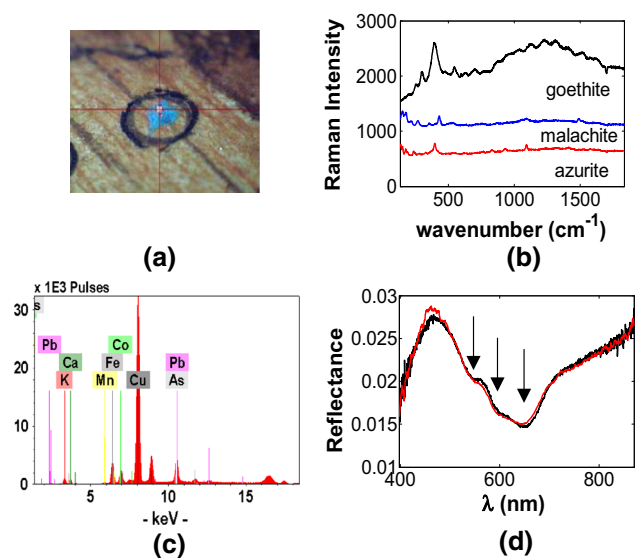 (a)
Raman Intensity
3000
2000
1000
0
goethite
malachite
azurite
500 1000 1500
wavenumber (cm-1)
(b)
x 1E3 Pulses
30
20
10
0
s
Pb Co Pb
Ca Fe
K Mn Cu As
5 10 15
- keV -
(c)
Reflectance
0.03
0.025
0.02
0.015
0.01
400 600 800
λ (nm)
(d)